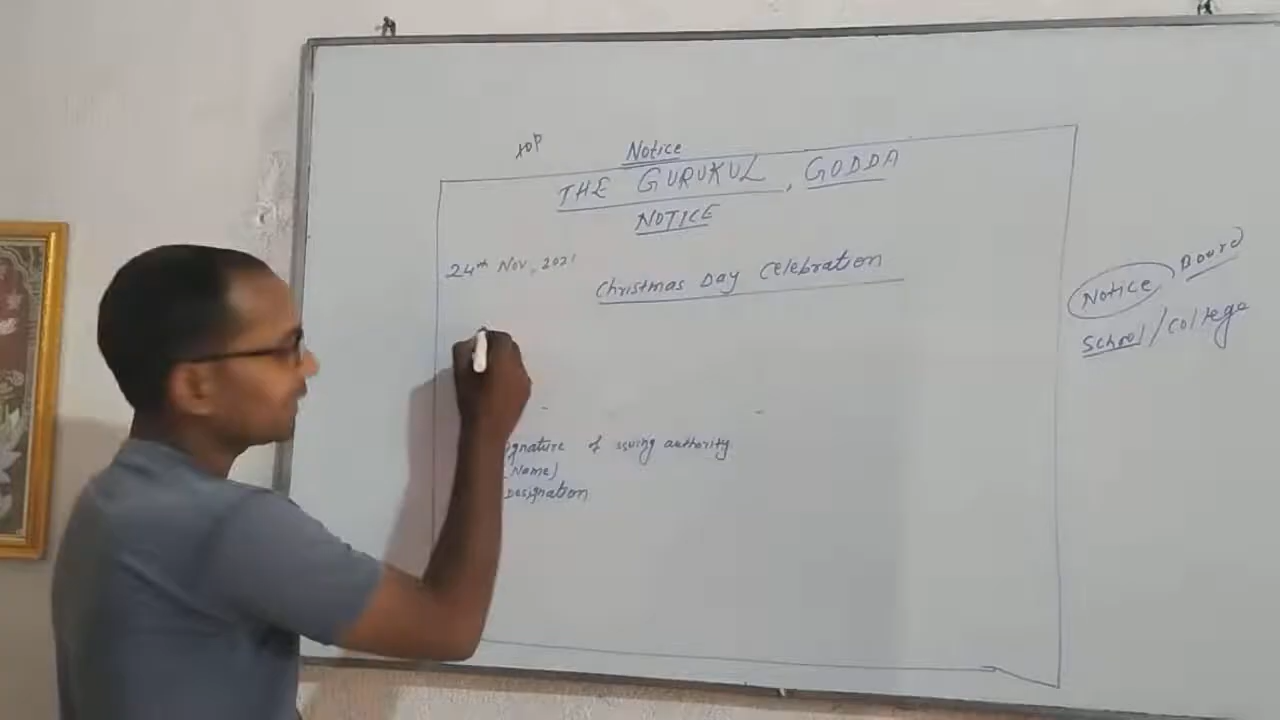 Notice
THE GURUKUL, GODDA
NOTICE
24th Nov, 2021
Christmas Day Celebration
ignature of issuing authority
(Name)
Designation
Notice Board
School/College